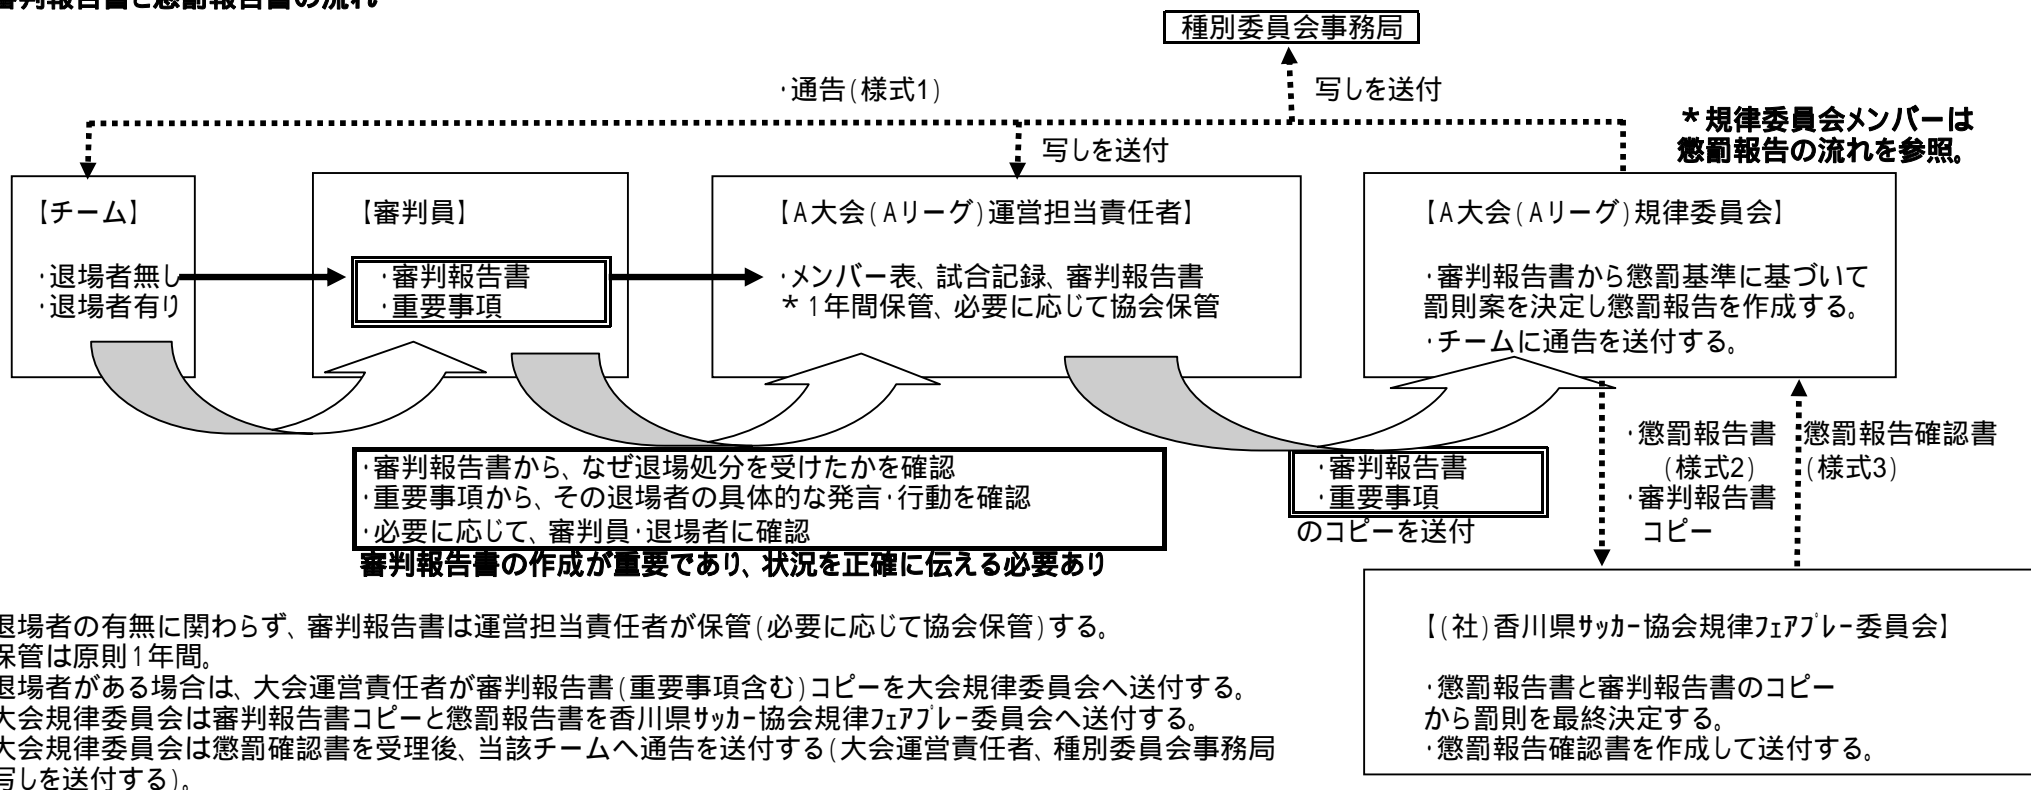 審判報告書と懲罰報告書の流れ
種別委員会事務局
・通告(様式1)
写しを送付
*規律委員会メンバーは
懲罰報告の流れを参照。
写しを送付
【チーム】
・退場者無し
・退場者有り
【審判員】
・審判報告書
・重要事項
【A大会(Aリーグ)運営担当責任者】
・メンバー表、試合記録、審判報告書
*1年間保管、必要に応じて協会保管
【A大会(Aリーグ)規律委員会】
・審判報告書から懲罰基準に基づいて
罰則案を決定し懲罰報告を作成する。
・チームに通告を送付する。
・審判報告書から、なぜ退場処分を受けたかを確認
・重要事項から、その退場者の具体的な発言・行動を確認
・必要に応じて、審判員・退場者に確認
審判報告書の作成が重要であり、状況を正確に伝える必要あり
・審判報告書
・重要事項
のコピーを送付
・懲罰報告書
(様式2)
・審判報告書
コピー
懲罰報告確認書
(様式3)
【(社)香川県ｻｯｶｰ協会規律ﾌｪｱﾌﾟﾚｰ委員会】
・懲罰報告書と審判報告書のコピー
から罰則を最終決定する。
・懲罰報告確認書を作成して送付する。
退場者の有無に関わらず、審判報告書は運営担当責任者が保管(必要に応じて協会保管)する。
保管は原則1年間。
退場者がある場合は、大会運営責任者が審判報告書(重要事項含む)コピーを大会規律委員会へ送付する。
大会規律委員会は審判報告書コピーと懲罰報告書を香川県ｻｯｶｰ協会規律ﾌｪｱﾌﾟﾚｰ委員会へ送付する。
大会規律委員会は懲罰確認書を受理後、当該チームへ通告を送付する(大会運営責任者、種別委員会事務局
写しを送付する)。